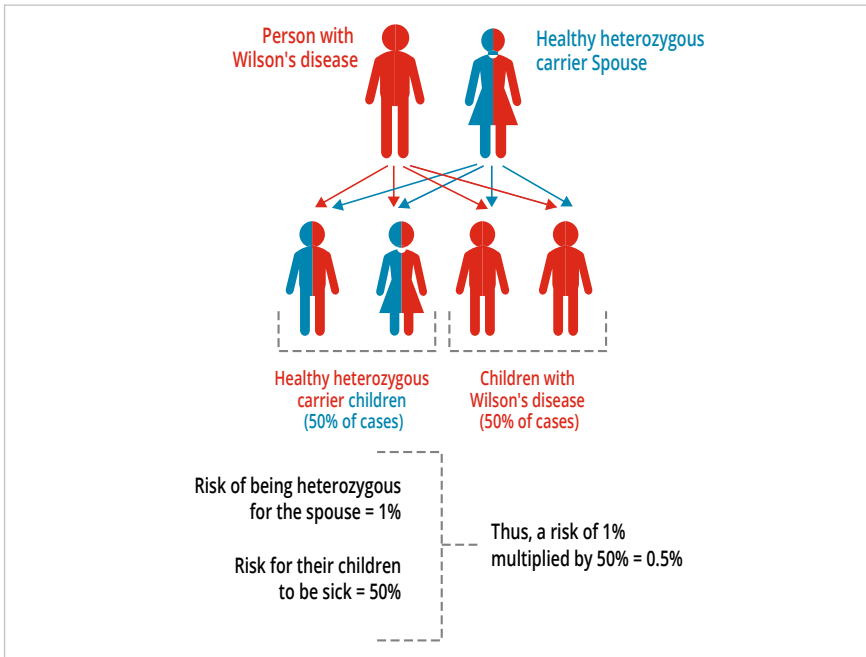 Person with
Wilson's disease
Healthy heterozygous
carrier Spouse
Healthy heterozygous
carrier children
(50% of cases)
Children with
Wilson's disease
(50% of cases)
Risk of being heterozygous
for the spouse = 1%
Risk for their children
to be sick = 50%
Thus, a risk of 1%
multiplied by 50% = 0.5%